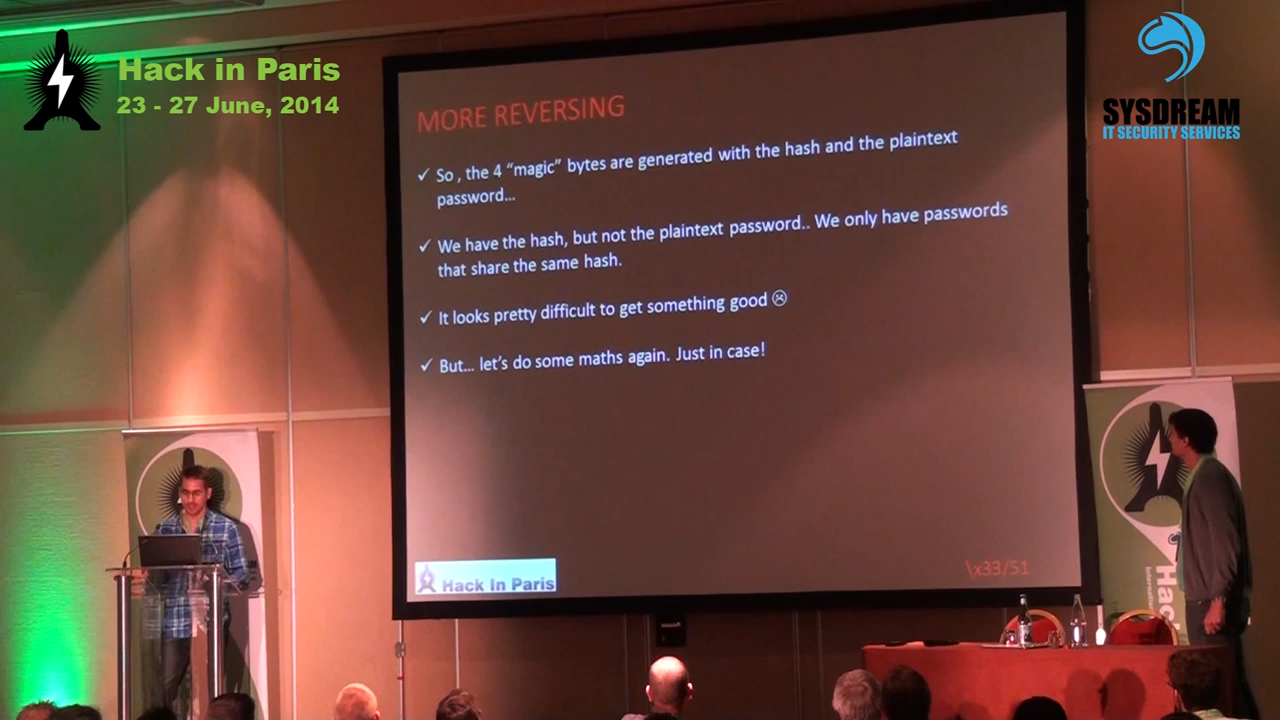 Hack in Paris
23 - 27 June, 2014
SYSDREAM
IT SECURITY SERVICES
MORE REVERSING
✓ So , the 4 “magic” bytes are generated with the hash and the plaintext
password...
✓ We have the hash, but not the plaintext password.. We only have passwords
that share the same hash.
✓ It looks pretty difficult to get something good ☹
✓ But... let’s do some maths again. Just in case!
Hack In Paris
\x33/51
Hack